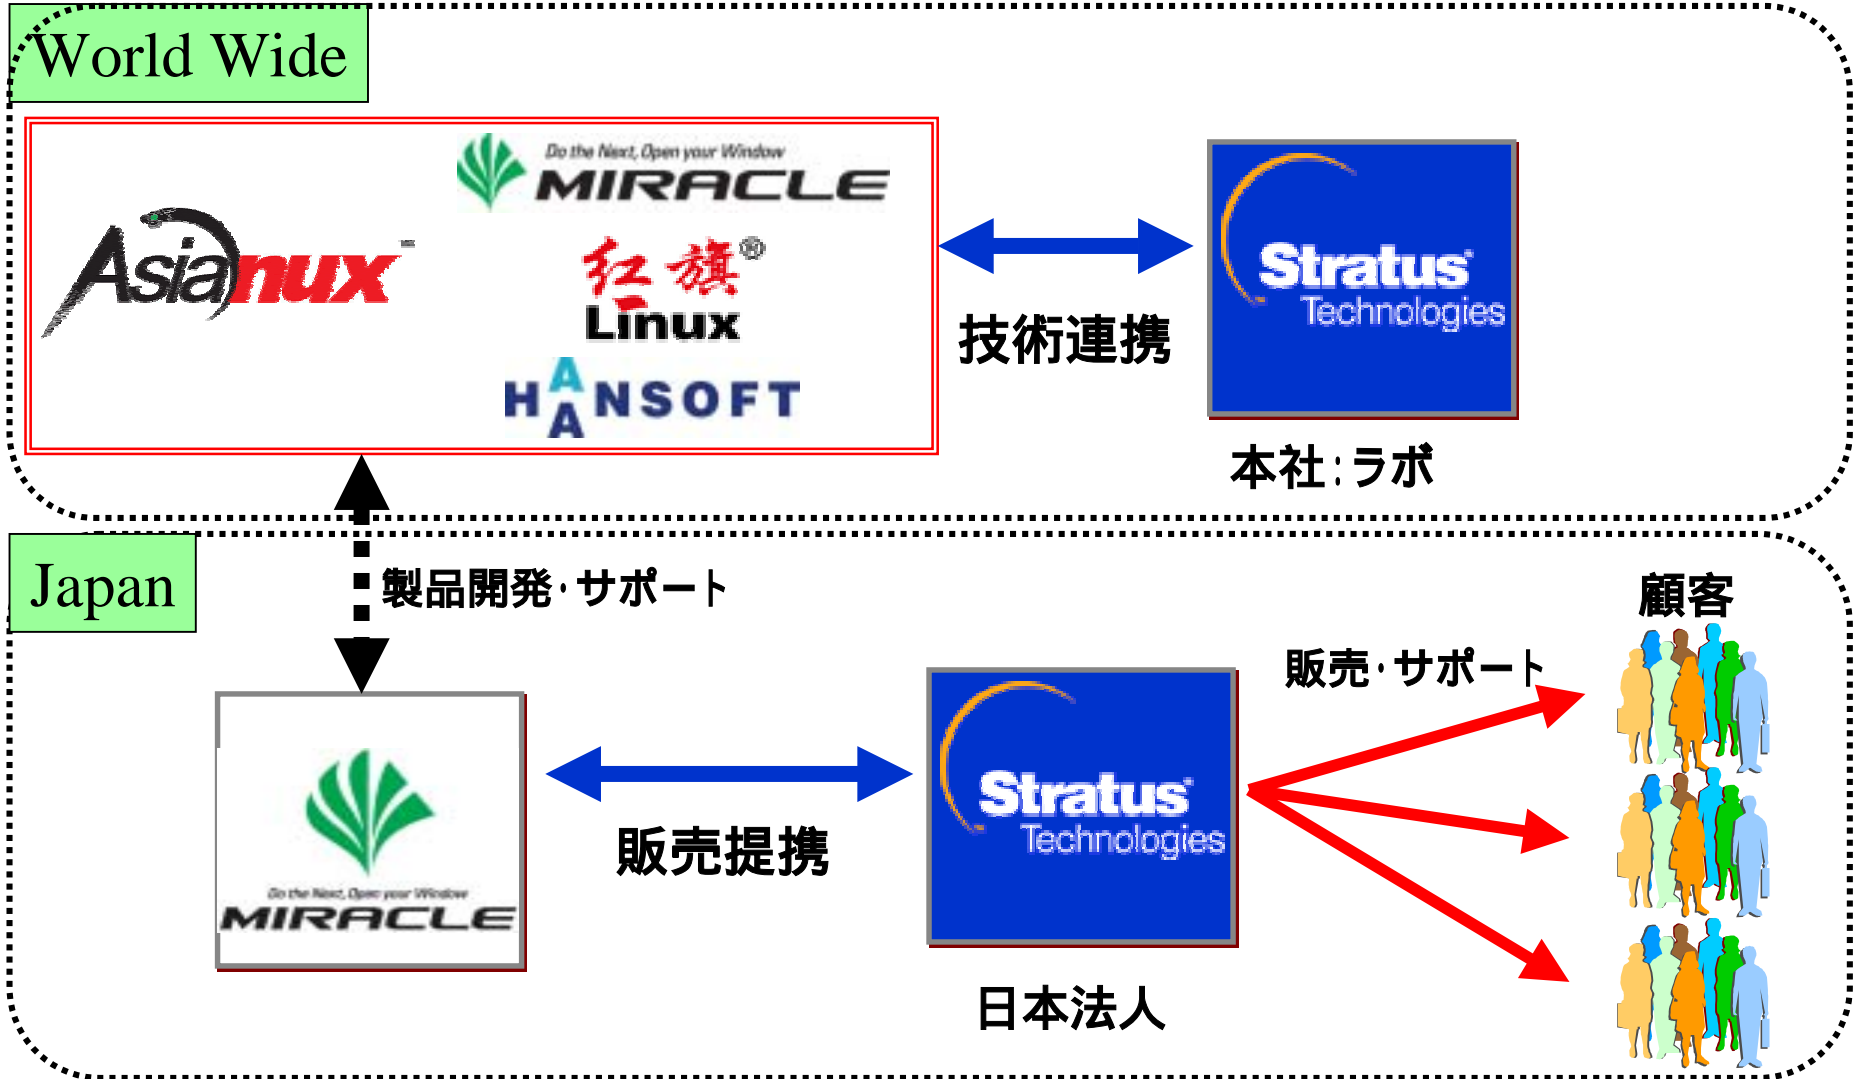 World Wide
Do the Next, Open your Window
MIRACLE
Asianux
红旗®
Linux
HAANSOFT
Stratus
Technologies
技術連携
本社:ラボ
Japan
製品開発・サポート
顧客
販売・サポート
Stratus
Technologies
販売提携
Do the Next, Open your Window
MIRACLE
日本法人